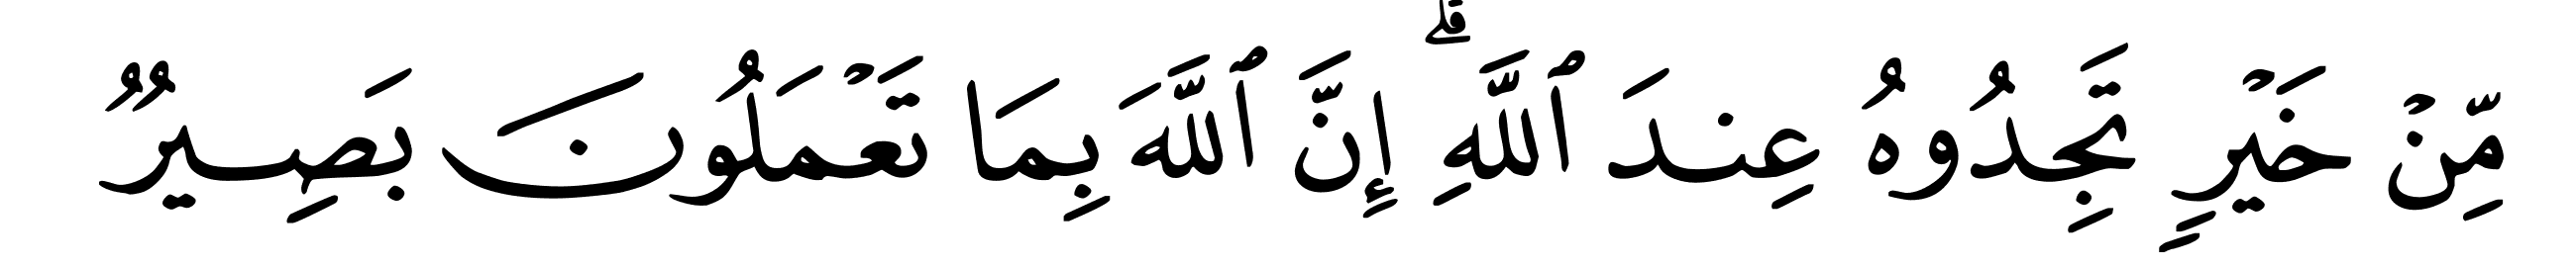 مِّنْ خَيْرٍ تَجِدُوهُ عِندَ ٱللَّهِ ۗ إِنَّ ٱللَّهَ بِمَا تَعْمَلُونَ بَصِيرٌ